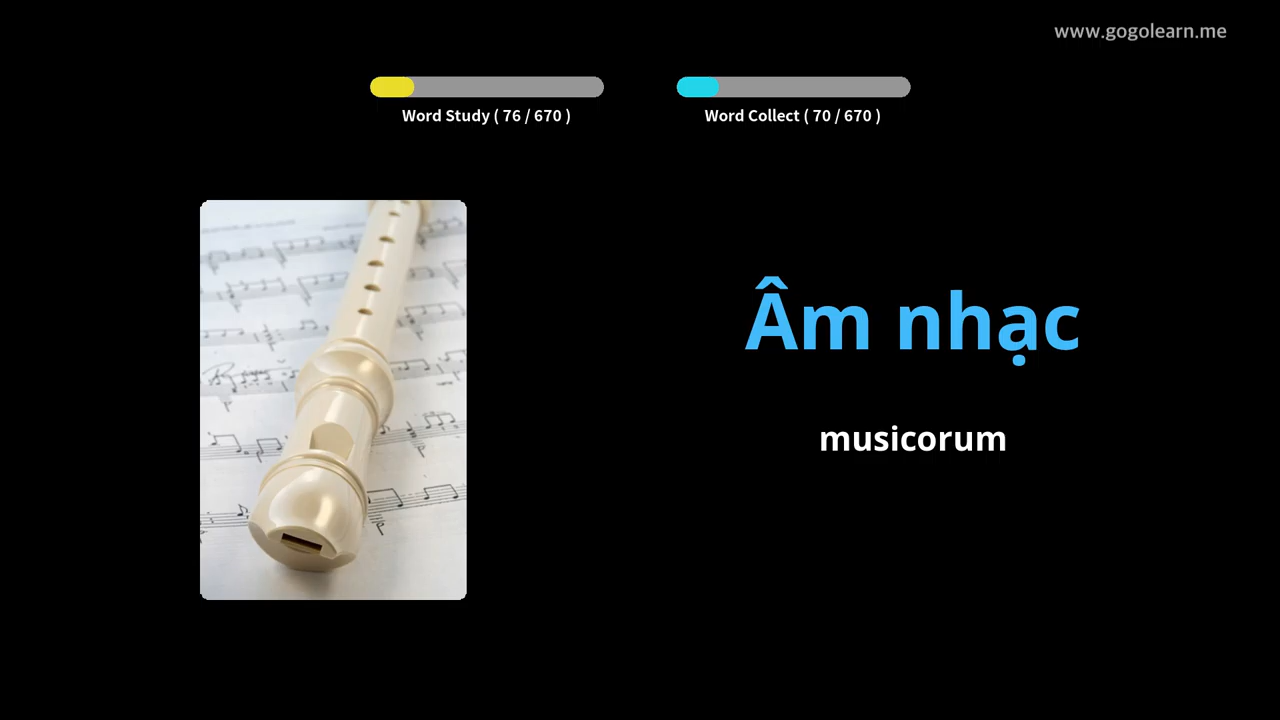 www.gogolearn.me
Word Study ( 76 / 670 )
Word Collect ( 70 / 670 )
Âm nhạc
musicorum